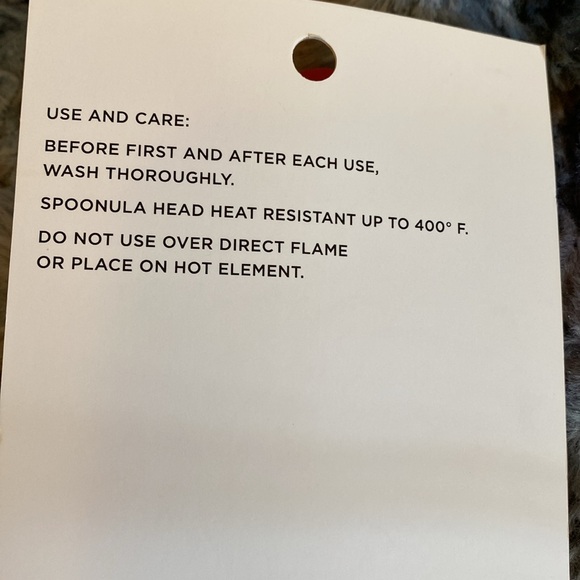 USE AND CARE:
BEFORE FIRST AND AFTER EACH USE,
WASH THOROUGHLY.
SPOONULA HEAD HEAT RESISTANT UP TO 400° F.
DO NOT USE OVER DIRECT FLAME
OR PLACE ON HOT ELEMENT.